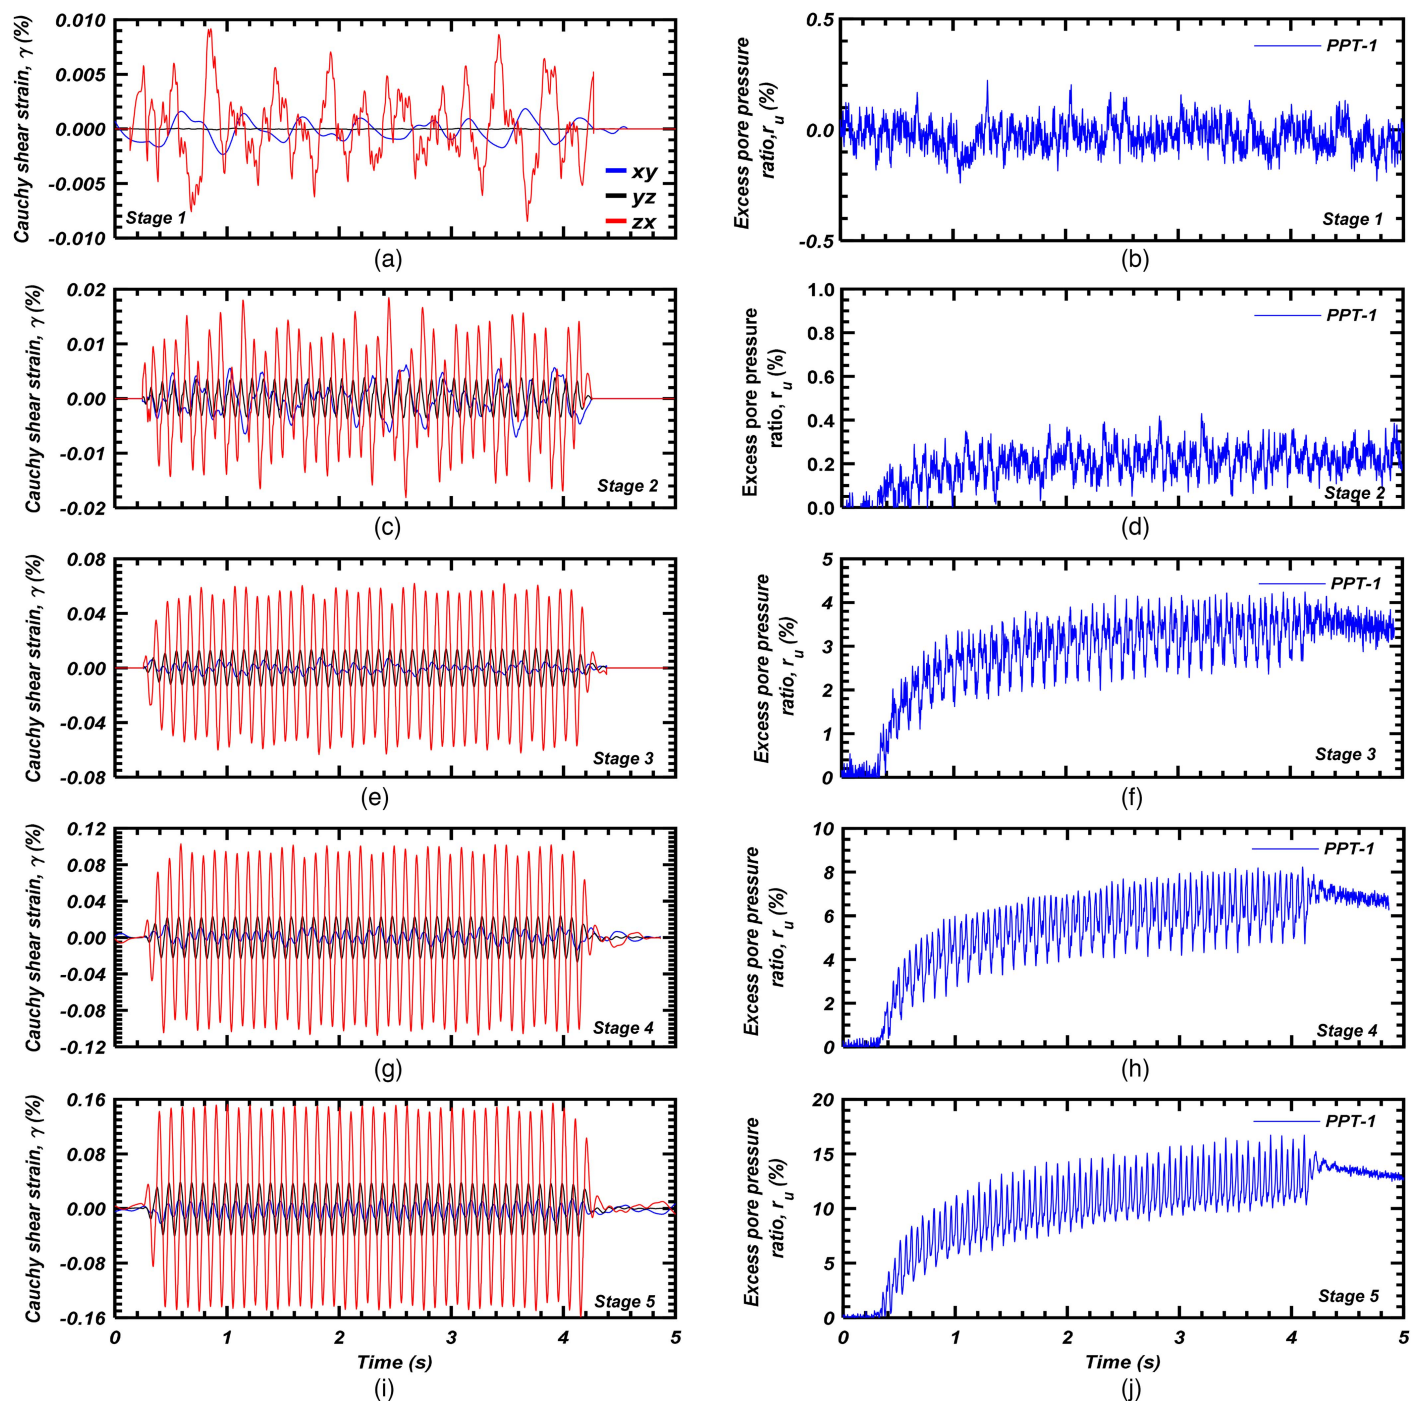 Cauchy shear strain, γ (%)
0.010
0.005
0.000
-0.005
-0.010
Stage 1
xy
yz
zx
(a)
Excess pore pressure
ratio,r_u (%)
0.5
0.0
-0.5
PPT-1
Stage 1
(b)
Cauchy shear strain, γ (%)
0.02
0.01
0.00
-0.01
-0.02
Stage 2
(c)
Excess pore pressure
ratio, r_u (%)
1.0
0.8
0.6
0.4
0.2
0.0
PPT-1
Stage 2
(d)
Cauchy shear strain, γ (%)
0.08
0.04
0.00
-0.04
-0.08
Stage 3
(e)
Excess pore pressure
ratio, r_u (%)
5
4
3
2
1
0
PPT-1
Stage 3
(f)
Cauchy shear strain, γ (%)
0.12
0.08
0.04
0.00
-0.04
-0.08
-0.12
Stage 4
(g)
Excess pore pressure
ratio, r_u (%)
10
8
6
4
2
0
PPT-1
Stage 4
(h)
Cauchy shear strain, γ (%)
0.16
0.08
0.00
-0.08
-0.16
Stage 5
0 1 2 3 4 5
Time (s)
(i)
Excess pore pressure
ratio, r_u (%)
20
15
10
5
0
PPT-1
Stage 5
0 1 2 3 4 5
Time (s)
(j)